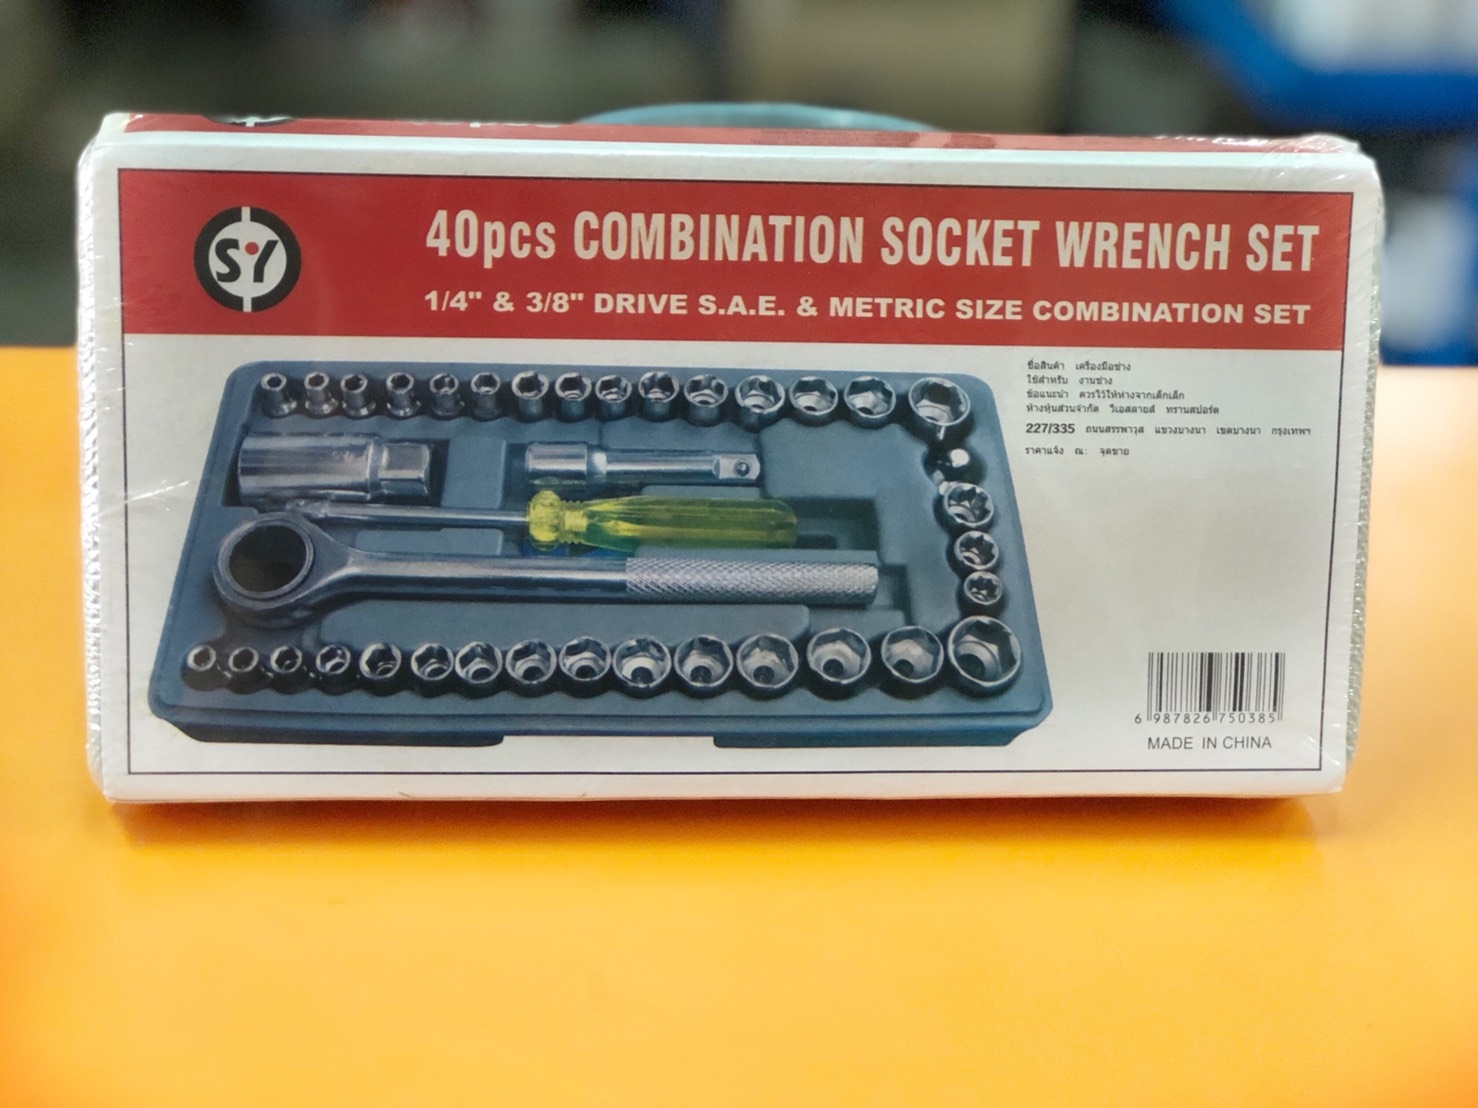 SY
40pcs COMBINATION SOCKET WRENCH SET
1/4" & 3/8" DRIVE S.A.E. & METRIC SIZE COMBINATION SET
ชื่อสินค้า เครื่องมือช่าง
ใช้สำหรับ งานช่าง
ข้อแนะนำ ควรไว้ให้ห่างจากเด็กเล็ก
ห้างหุ้นส่วนจำกัด วีเอสสายส์ ทรานสปอร์ต
227/335 ถนนสรรพาวุธ แขวงบางนา เขตบางนา กรุงเทพฯ
ราคาแจ้ง ณ. จุดขาย
6 987826 750385
MADE IN CHINA